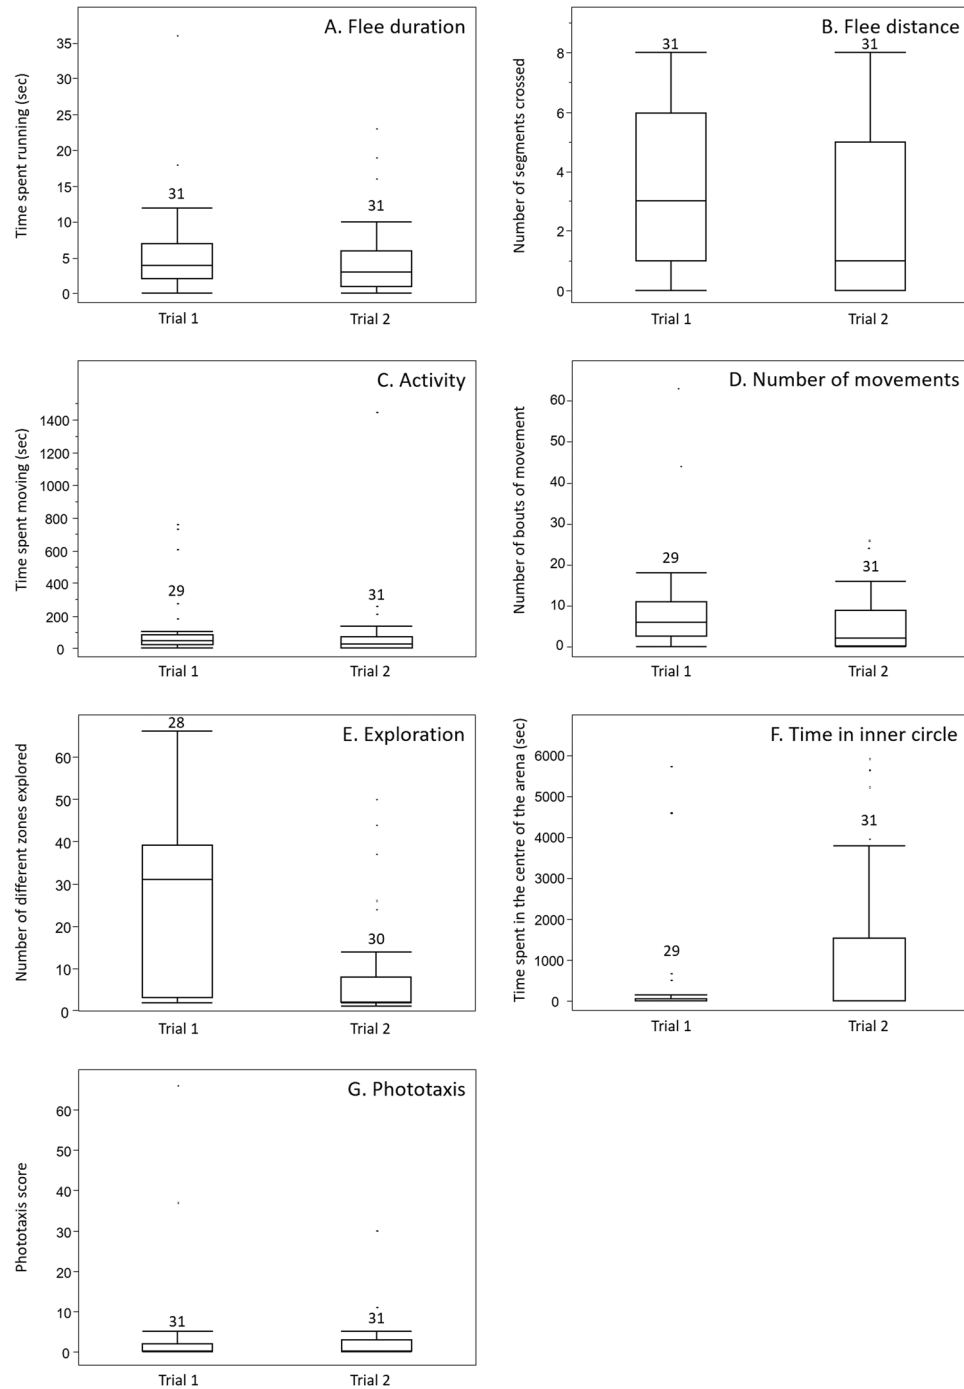 A. Flee duration
Time spent running (sec)
35
30
25
20
15
10
5
0
31
31
Trial 1
Trial 2
B. Flee distance
Number of segments crossed
8
6
4
2
0
31
31
Trial 1
Trial 2
C. Activity
Time spent moving (sec)
1400
1200
1000
800
600
400
200
0
29
31
Trial 1
Trial 2
D. Number of movements
Number of bouts of movement
60
50
40
30
20
10
0
29
31
Trial 1
Trial 2
E. Exploration
Number of different zones explored
60
50
40
30
20
10
0
28
30
Trial 1
Trial 2
F. Time in inner circle
Time spent in the centre of the arena (sec)
6000
5000
4000
3000
2000
1000
0
29
31
Trial 1
Trial 2
G. Phototaxis
Phototaxis score
60
50
40
30
20
10
0
31
31
Trial 1
Trial 2